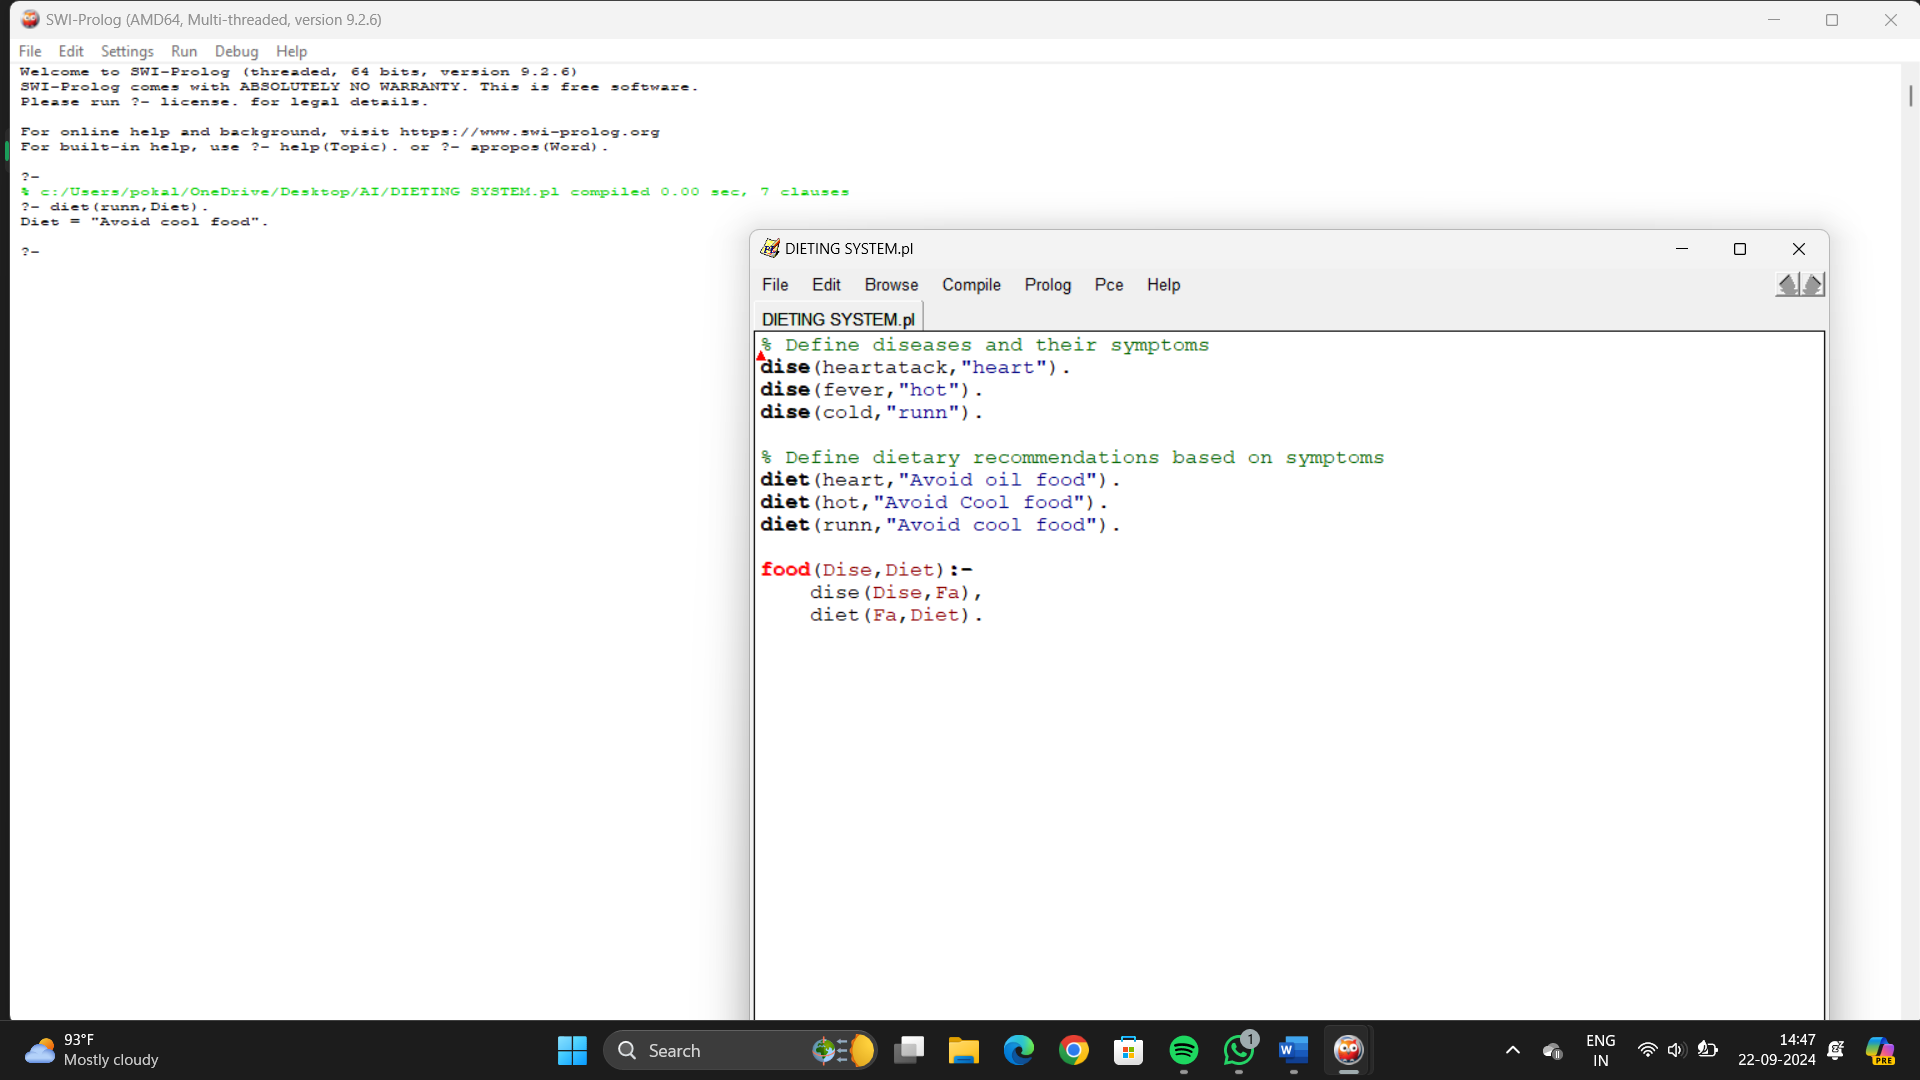 SWI-Prolog (AMD64, Multi-threaded, version 9.2.6)
File Edit Settings Run Debug Help
Welcome to SWI-Prolog (threaded, 64 bits, version 9.2.6)
SWI-Prolog comes with ABSOLUTELY NO WARRANTY. This is free software.
Please run ?- license. for legal details.
For online help and background, visit https://www.swi-prolog.org
For built-in help, use ?- help(Topic). or ?- apropos(Word).
?-
% c:/Users/pokal/OneDrive/Desktop/AI/DIETING SYSTEM.pl compiled 0.00 sec, 7 clauses
?- diet(runn,Diet).
Diet = "Avoid cool food".
?-
DIETING SYSTEM.pl
File Edit Browse Compile Prolog Pce Help
DIETING SYSTEM.pl
% Define diseases and their symptoms
dise(heartatack,"heart").
dise(fever,"hot").
dise(cold,"runn").
% Define dietary recommendations based on symptoms
diet(heart,"Avoid oil food").
diet(hot,"Avoid Cool food").
diet(runn,"Avoid cool food").
food(Dise,Diet):-
dise(Dise,Fa),
diet(Fa,Diet).
93°F
Mostly cloudy
Search
1
ENG
IN
14:47
22-09-2024
PRE